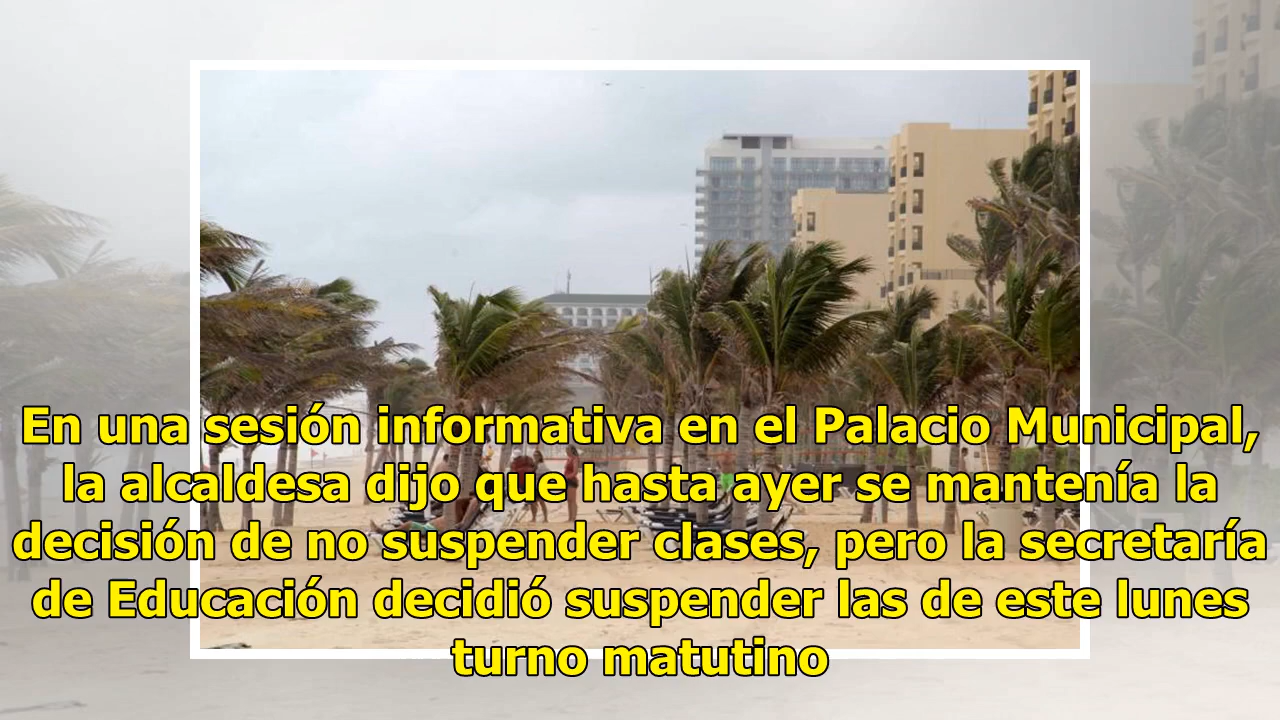 En una sesión informativa en el Palacio Municipal,
la alcaldesa dijo que hasta ayer se mantenía la
decisión de no suspender clases, pero la secretaría
de Educación decidió suspender las de este lunes
turno matutino